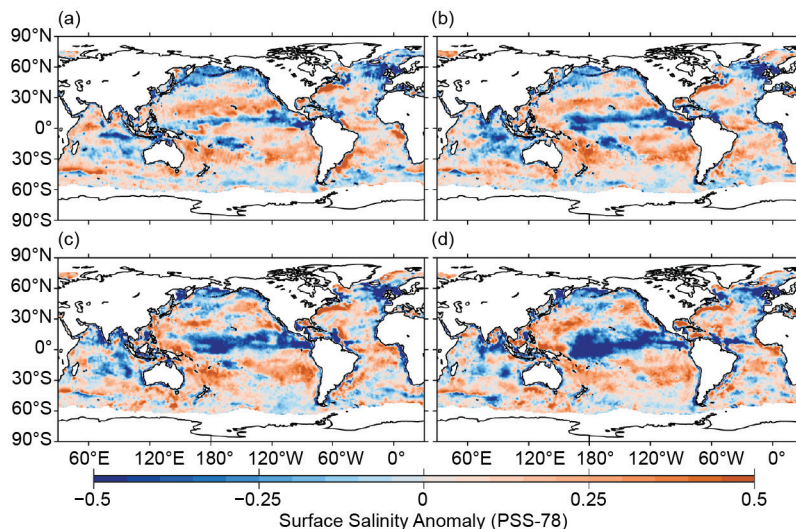 (a) (b)
90°N
60°N
30°N
0°
30°S
60°S
90°S
(c) (d)
90°N
60°N
30°N
0°
30°S
60°S
90°S
60°E 120°E 180° 120°W 60°W 0° 60°E 120°E 180° 120°W 60°W 0°
−0.5 −0.25 0 0.25 0.5
Surface Salinity Anomaly (PSS-78)